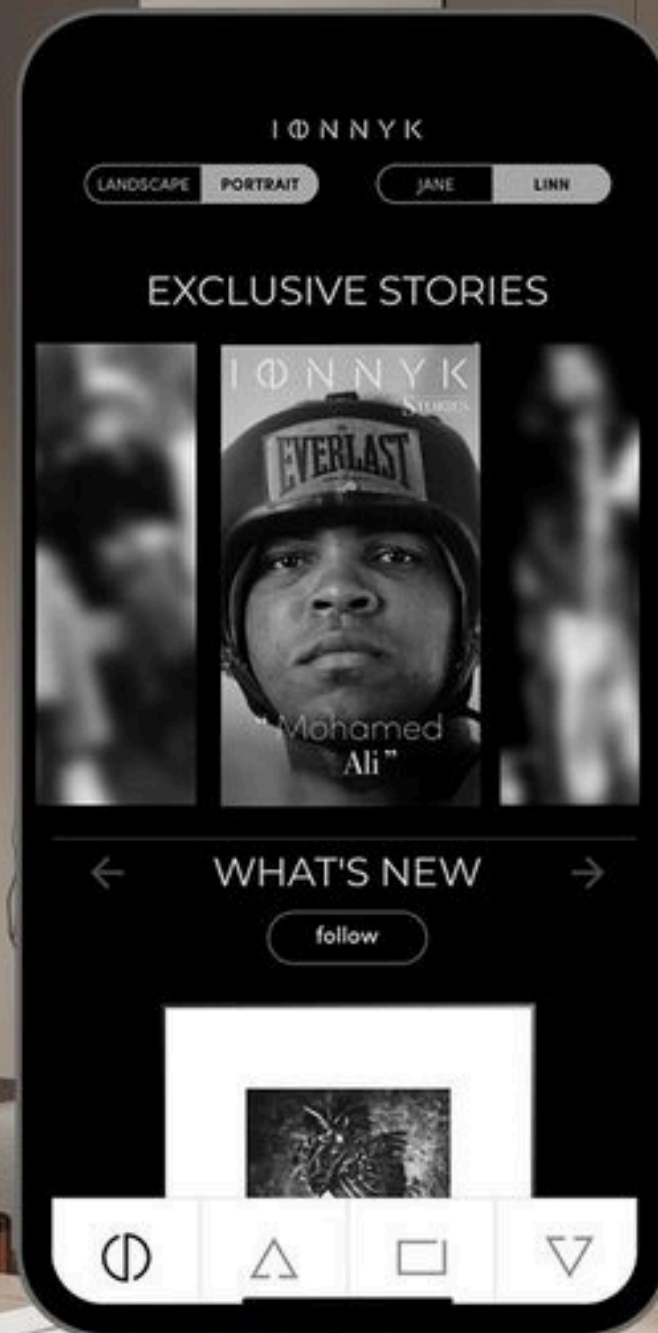 IONNYK
LANDSCAPE PORTRAIT JANE LINN
EXCLUSIVE STORIES
IONNYK
STORIES
EVERLAST
" Mohamed
Ali "
WHAT'S NEW
follow